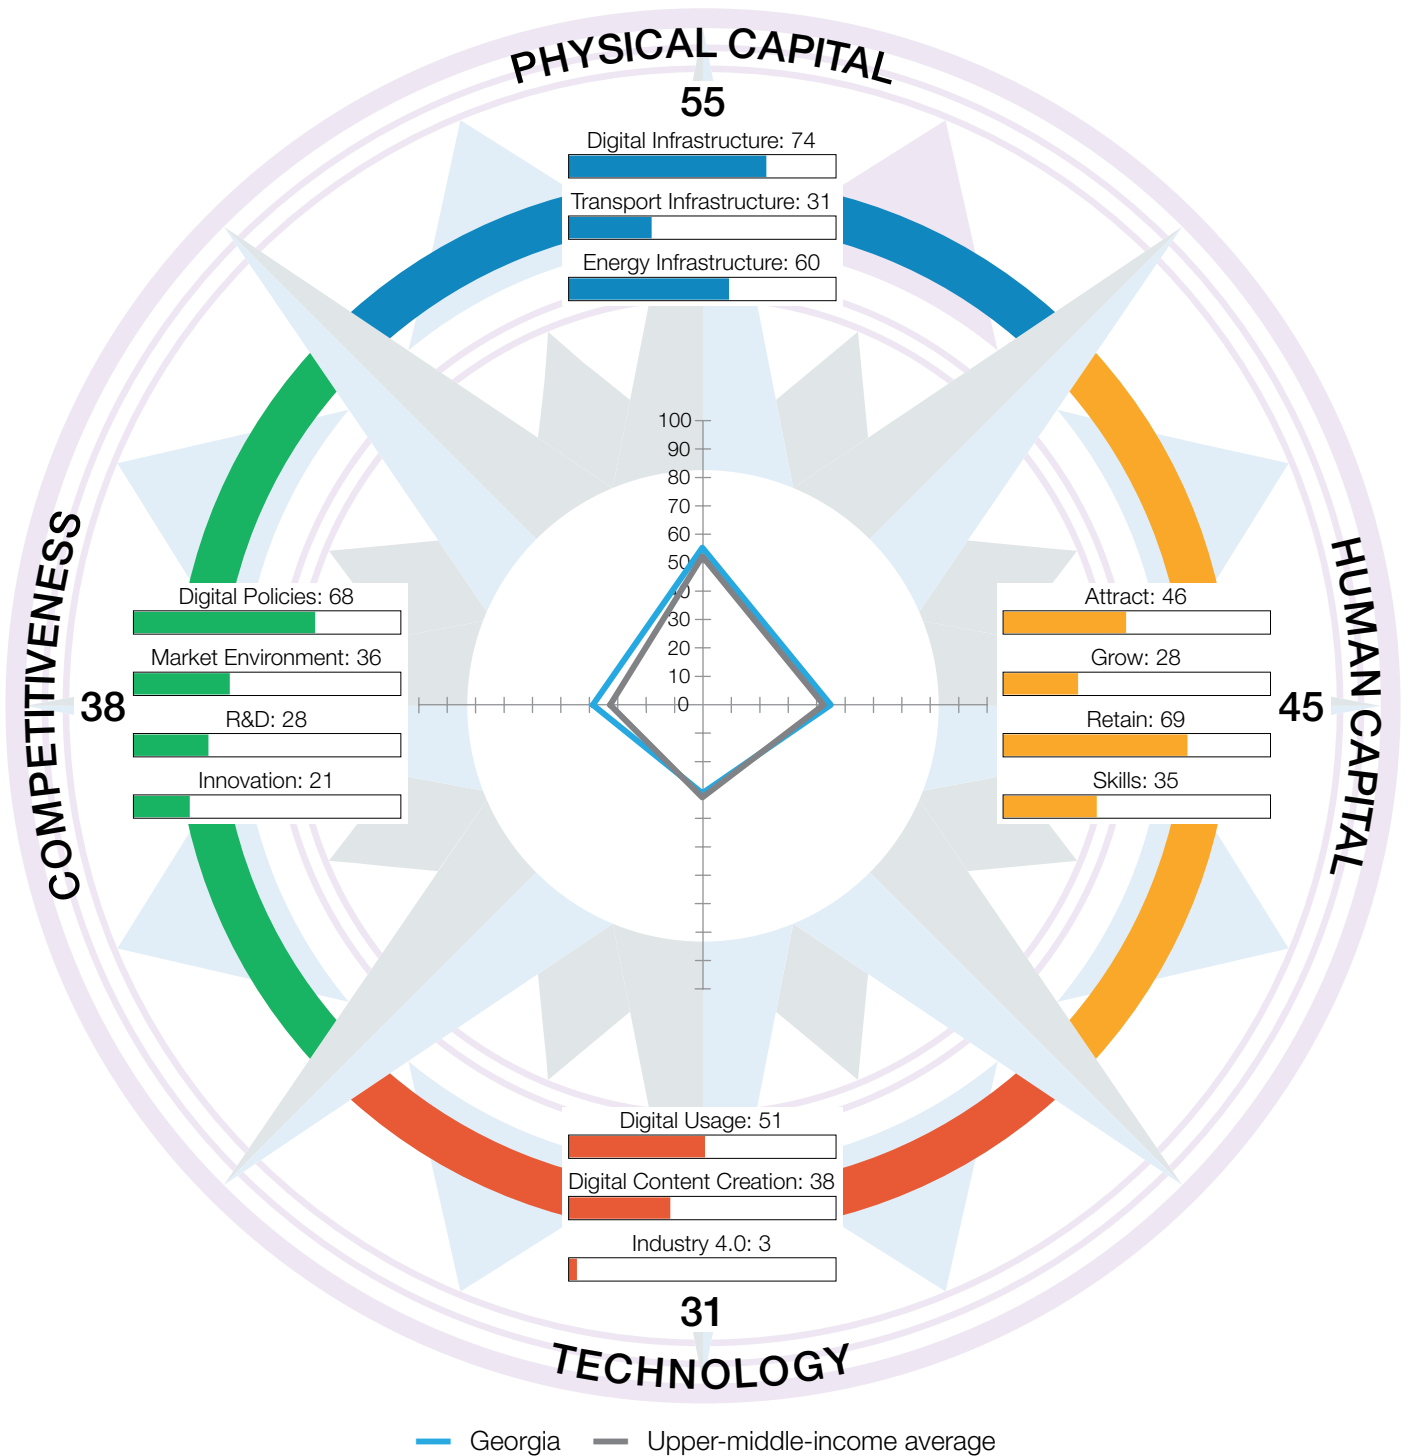 PHYSICAL CAPITAL
55
Digital Infrastructure: 74
Transport Infrastructure: 31
Energy Infrastructure: 60
100
90
80
70
60
50
40
30
20
10
0
COMPETITIVENESS
38
Digital Policies: 68
Market Environment: 36
R&D: 28
Innovation: 21
HUMAN CAPITAL
45
Attract: 46
Grow: 28
Retain: 69
Skills: 35
Digital Usage: 51
Digital Content Creation: 38
Industry 4.0: 3
31
TECHNOLOGY
Georgia
Upper-middle-income average